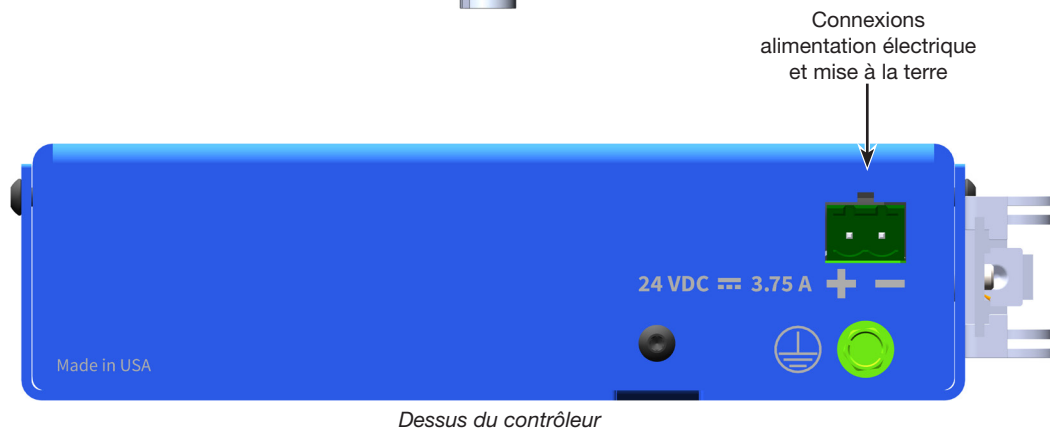 Connexions
alimentation électrique
et mise à la terre
24 VDC ⎓ 3.75 A + −
Made in USA
Dessus du contrôleur